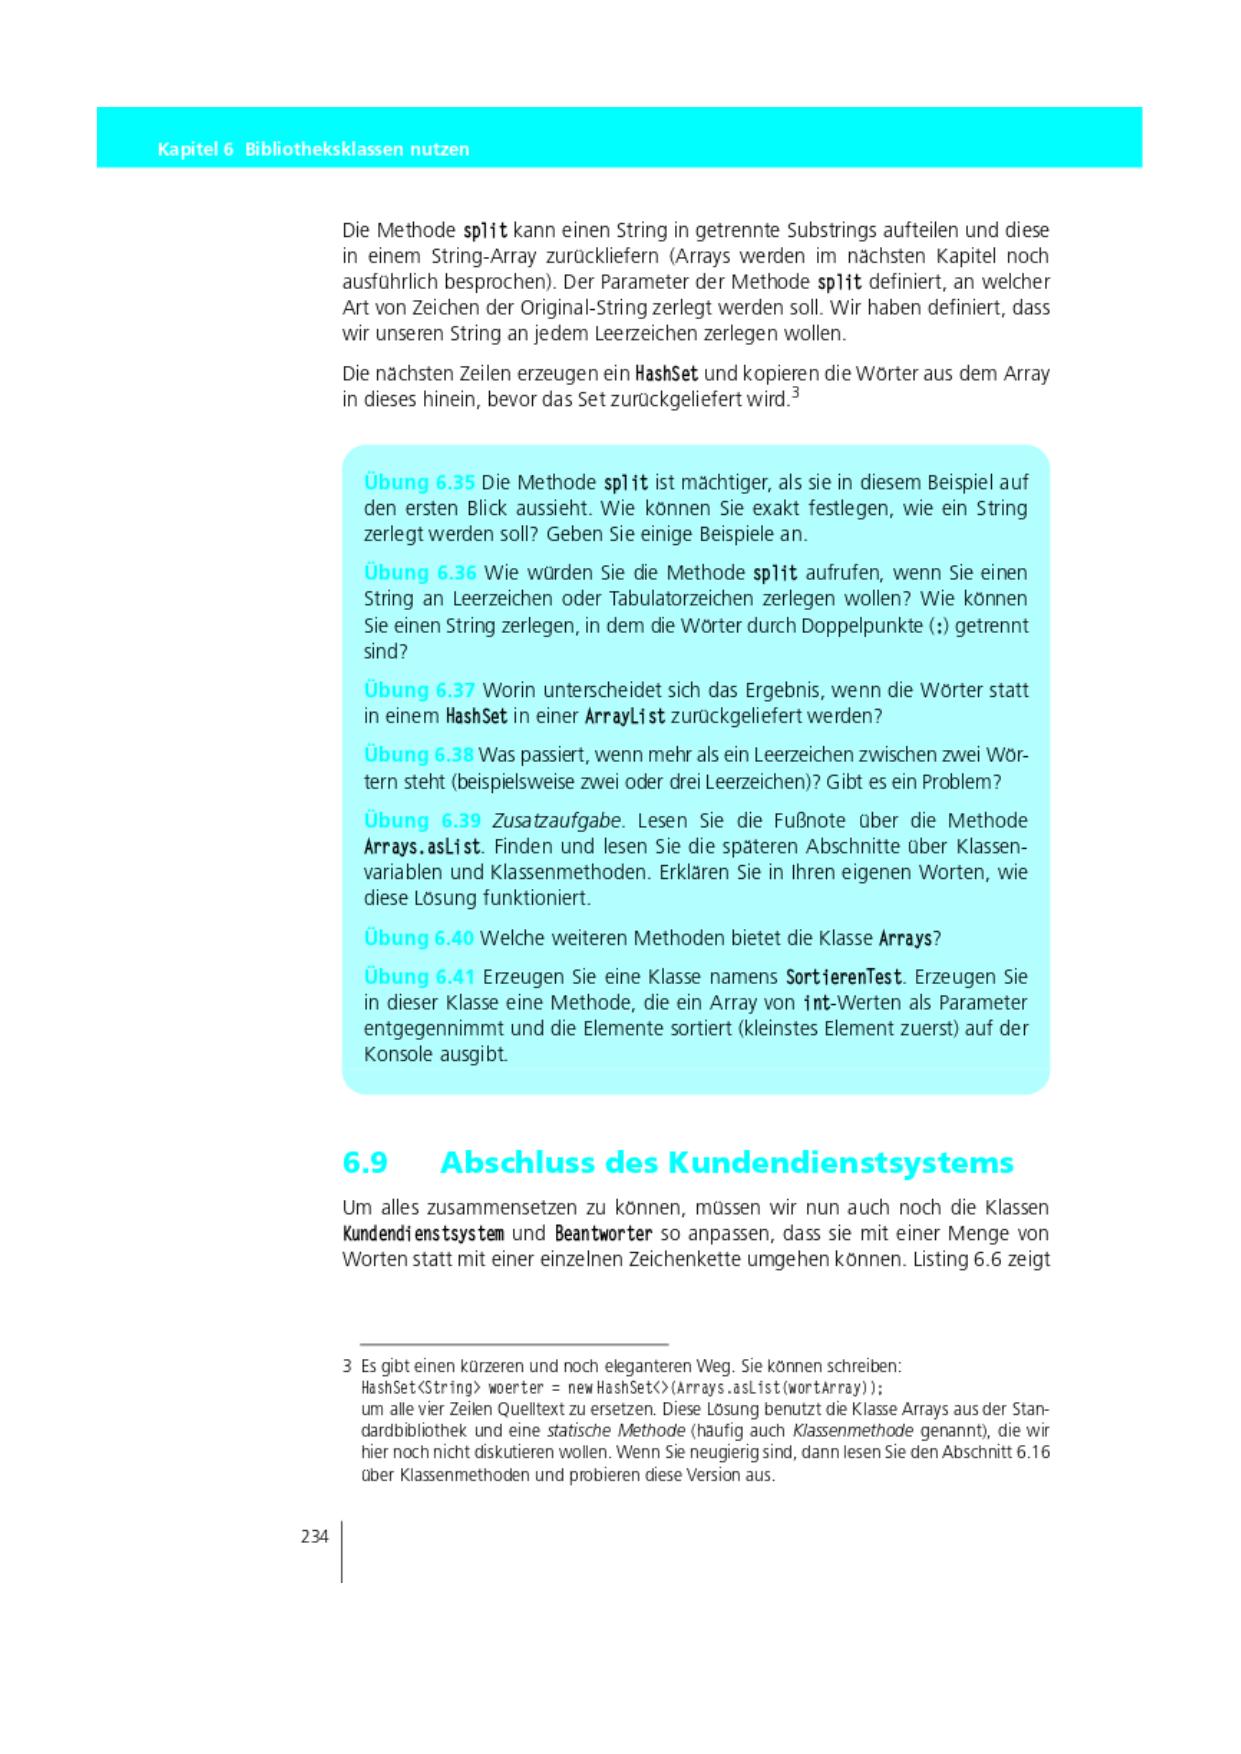 Kapitel 6 Bibliotheksklassen nutzen
Die Methode split kann einen String in getrennte Substrings aufteilen und diese
in einem String-Array zurückliefern (Arrays werden im nächsten Kapitel noch
ausführlich besprochen). Der Parameter der Methode split definiert, an welcher
Art von Zeichen der Original-String zerlegt werden soll. Wir haben definiert, dass
wir unseren String an jedem Leerzeichen zerlegen wollen.
Die nächsten Zeilen erzeugen ein HashSet und kopieren die Wörter aus dem Array
in dieses hinein, bevor das Set zurückgeliefert wird.3
Übung 6.35 Die Methode split ist mächtiger, als sie in diesem Beispiel auf
den ersten Blick aussieht. Wie können Sie exakt festlegen, wie ein String
zerlegt werden soll? Geben Sie einige Beispiele an.
Übung 6.36 Wie würden Sie die Methode split aufrufen, wenn Sie einen
String an Leerzeichen oder Tabulatorzeichen zerlegen wollen? Wie können
Sie einen String zerlegen, in dem die Wörter durch Doppelpunkte (:) getrennt
sind?
Übung 6.37 Worin unterscheidet sich das Ergebnis, wenn die Wörter statt
in einem HashSet in einer ArrayList zurückgeliefert werden?
Übung 6.38 Was passiert, wenn mehr als ein Leerzeichen zwischen zwei Wör-
tern steht (beispielsweise zwei oder drei Leerzeichen)? Gibt es ein Problem?
Übung 6.39 Zusatzaufgabe. Lesen Sie die Fußnote über die Methode
Arrays.asList. Finden und lesen Sie die späteren Abschnitte über Klassen-
variablen und Klassenmethoden. Erklären Sie in Ihren eigenen Worten, wie
diese Lösung funktioniert.
Übung 6.40 Welche weiteren Methoden bietet die Klasse Arrays?
Übung 6.41 Erzeugen Sie eine Klasse namens SortierenTest. Erzeugen Sie
in dieser Klasse eine Methode, die ein Array von int-Werten als Parameter
entgegennimmt und die Elemente sortiert (kleinstes Element zuerst) auf der
Konsole ausgibt.
6.9 Abschluss des Kundendienstsystems
Um alles zusammensetzen zu können, müssen wir nun auch noch die Klassen
Kundendienstsystem und Beantworter so anpassen, dass sie mit einer Menge von
Worten statt mit einer einzelnen Zeichenkette umgehen können. Listing 6.6 zeigt
3 Es gibt einen kürzeren und noch eleganteren Weg. Sie können schreiben:
HashSet<String> woerter = new HashSet<>(Arrays.asList(wortArray));
um alle vier Zeilen Quelltext zu ersetzen. Diese Lösung benutzt die Klasse Arrays aus der Stan-
dardbibliothek und eine statische Methode (häufig auch Klassenmethode genannt), die wir
hier noch nicht diskutieren wollen. Wenn Sie neugierig sind, dann lesen Sie den Abschnitt 6.16
über Klassenmethoden und probieren diese Version aus.
234